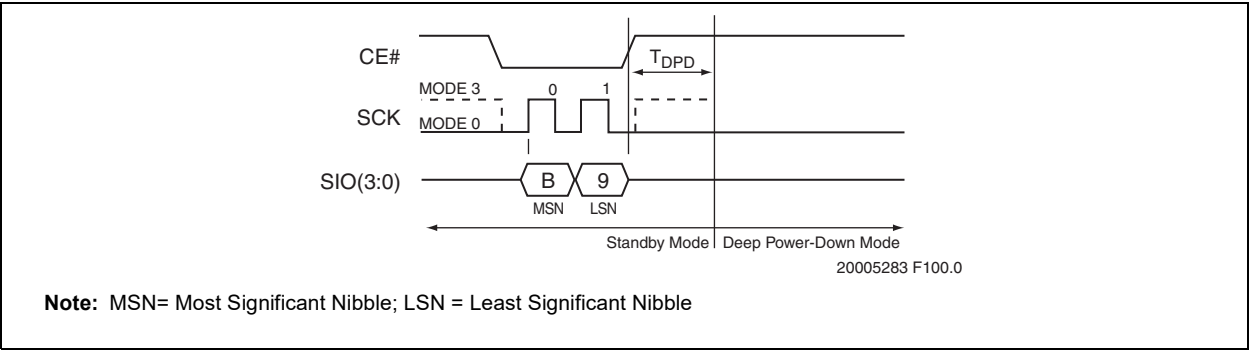 CE#
TDPD
MODE 3
0 1
SCK
MODE 0
SIO(3:0)
B 9
MSN LSN
Standby Mode Deep Power-Down Mode
20005283 F100.0
Note: MSN= Most Significant Nibble; LSN = Least Significant Nibble